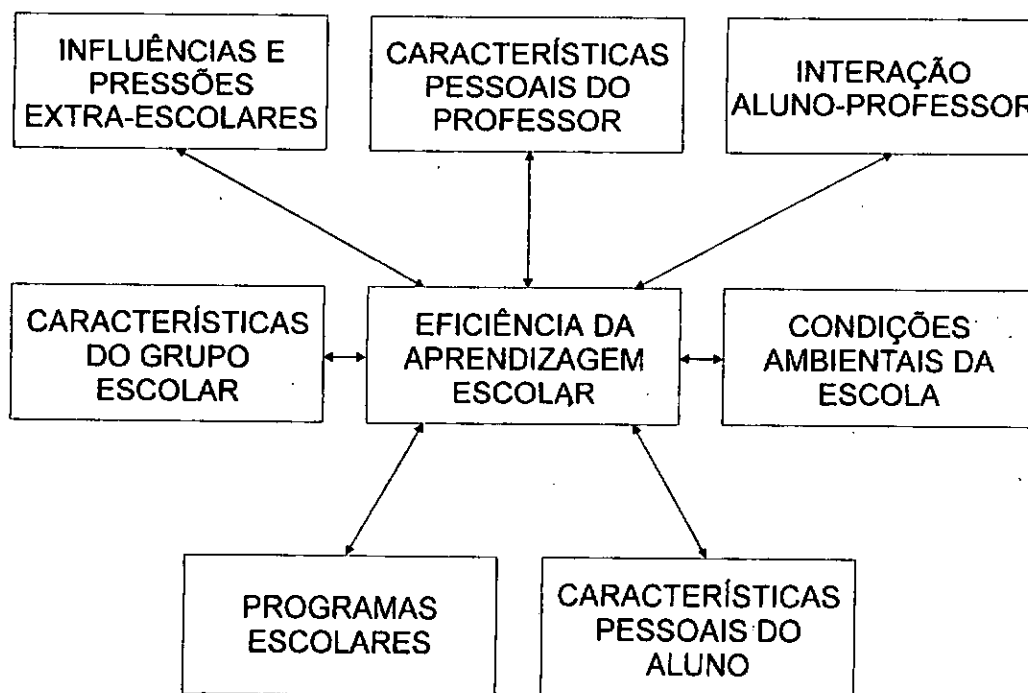 INFLUÊNCIAS E
PRESSÕES
EXTRA-ESCOLARES
CARACTERÍSTICAS
PESSOAIS DO
PROFESSOR
INTERAÇÃO
ALUNO-PROFESSOR
CARACTERÍSTICAS
DO GRUPO
ESCOLAR
EFICIÊNCIA DA
APRENDIZAGEM
ESCOLAR
CONDIÇÕES
AMBIENTAIS DA
ESCOLA
PROGRAMAS
ESCOLARES
CARACTERÍSTICAS
PESSOAIS DO
ALUNO